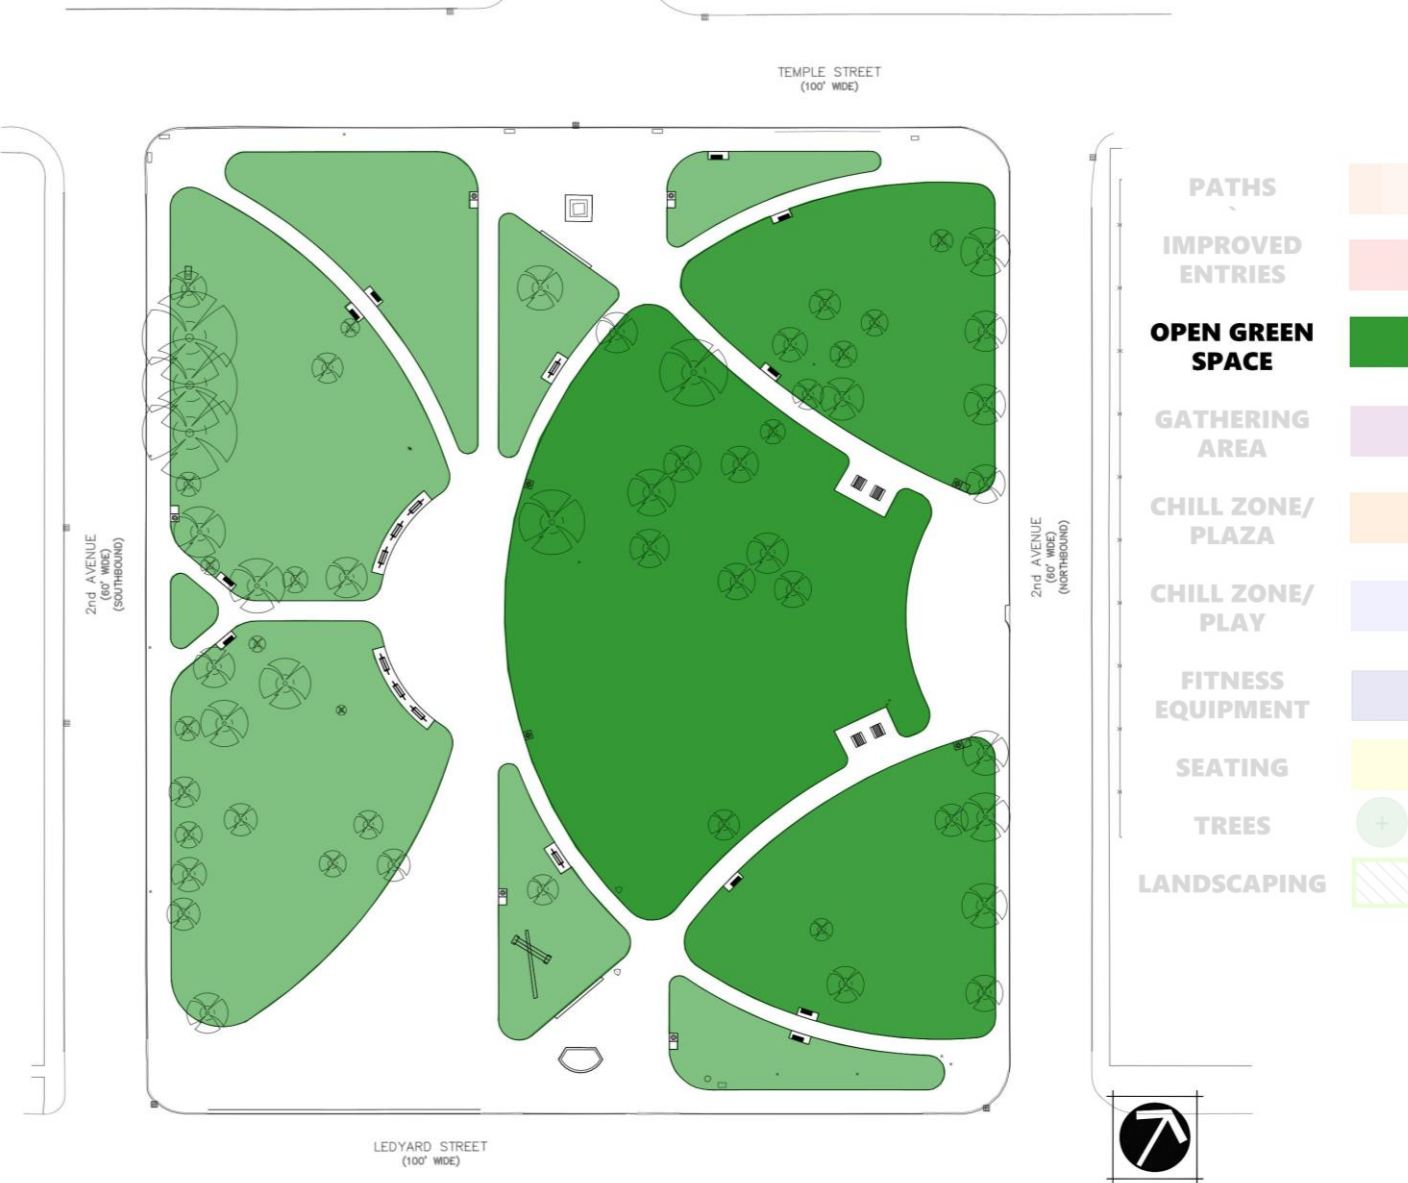 TEMPLE STREET
(100' WIDE)
PATHS
IMPROVED
ENTRIES
OPEN GREEN
SPACE
GATHERING
AREA
CHILL ZONE/
PLAZA
2nd AVENUE
(60' WIDE)
(SOUTHBOUND)
2nd AVENUE
(60' WIDE)
(NORTHBOUND)
CHILL ZONE/
PLAY
FITNESS
EQUIPMENT
SEATING
TREES
LANDSCAPING
LEDYARD STREET
(100' WIDE)